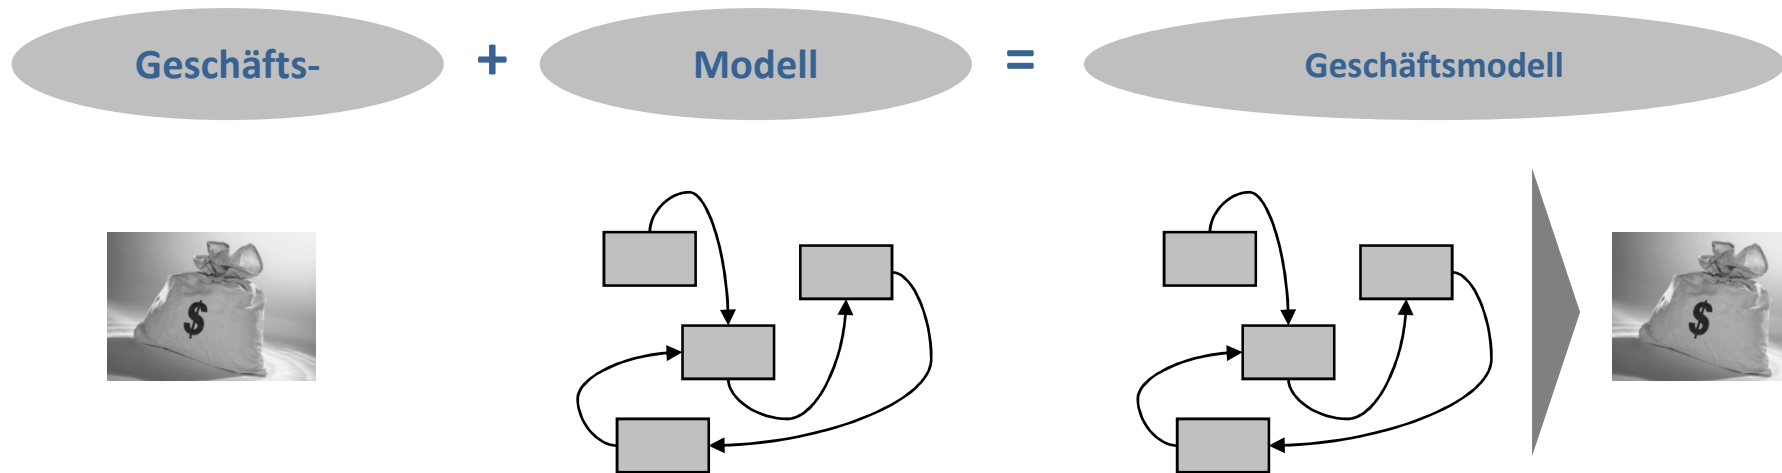 Geschäfts- + Modell = Geschäftsmodell
$ $